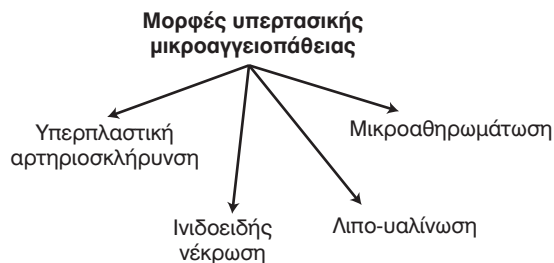 Μορφές υπερτασικής
μικροαγγειοπάθειας
Υπερπλαστική
αρτηριοσκλήρυνση
Μικροαθηρωμάτωση
Ινιδοειδής
νέκρωση
Λιπο-υαλίνωση